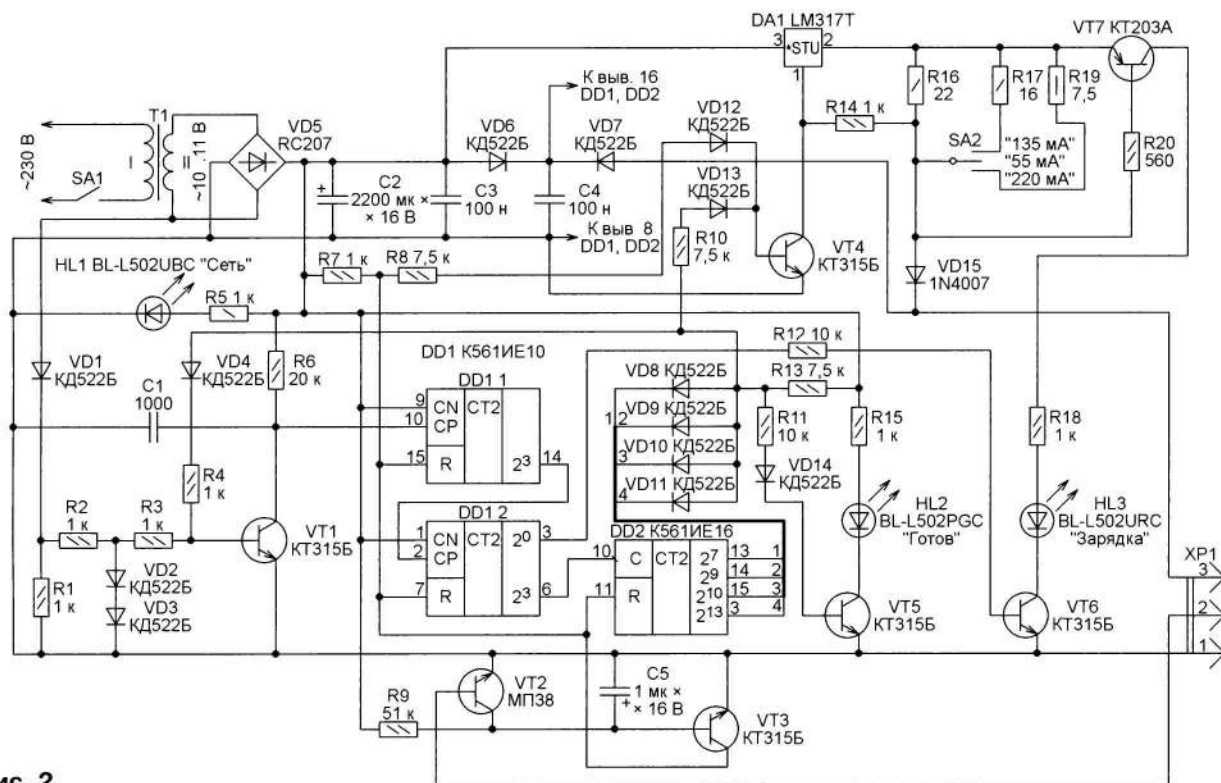 DA1 LM317T
VT7 КТ203А
3
*STU
2
1
К выв. 16
DD1, DD2
R16
22
R17
16
R19
7,5
T1
I
II
~230 В
SA1
~10...11 В
VD5
RC207
VD6
КД522Б
VD7
КД522Б
VD12
КД522Б
R14 1 к
SA2
"135 мА"
"55 мА"
"220 мА"
R20
560
+
C2
2200 мк ×
× 16 В
C3
100 н
C4
100 н
VD13
КД522Б
К выв 8
DD1, DD2
R10
7,5 к
VT4
КТ315Б
VD15
1N4007
HL1 BL-L502UBC "Сеть"
R7 1 к
R8 7,5 к
R5 1 к
VD1
КД522Б
VD4
КД522Б
R6
20 к
DD1 К561ИЕ10
R12 10 к
C1
1000
DD1 1
9
CN
CT2
10
CP
15
R
2³
14
VD8 КД522Б
VD9 КД522Б
VD10 КД522Б
VD11 КД522Б
1
2
3
4
R13 7,5 к
R11
10 к
R15
1 к
R18
1 к
VD14
КД522Б
HL2
BL-L502PGC
"Готов"
HL3
BL-L502URC
"Зарядка"
R4
1 к
R2
1 к
R3
1 к
VT1
КТ315Б
DD1 2
1
CN
CT2
2⁰
3
2
CP
7
R
2³
6
DD2 К561ИЕ16
10
C
CT2
2⁷
13
1
2⁹
14
2
11
R
2¹⁰
15
3
2¹³
3
4
R1
1 к
VD2
КД522Б
VD3
КД522Б
VT5
КТ315Б
VT6
КТ315Б
XP1
3
2
1
R9
51 к
VT2
МП38
C5
1 мк ×
+
× 16 В
VT3
КТ315Б